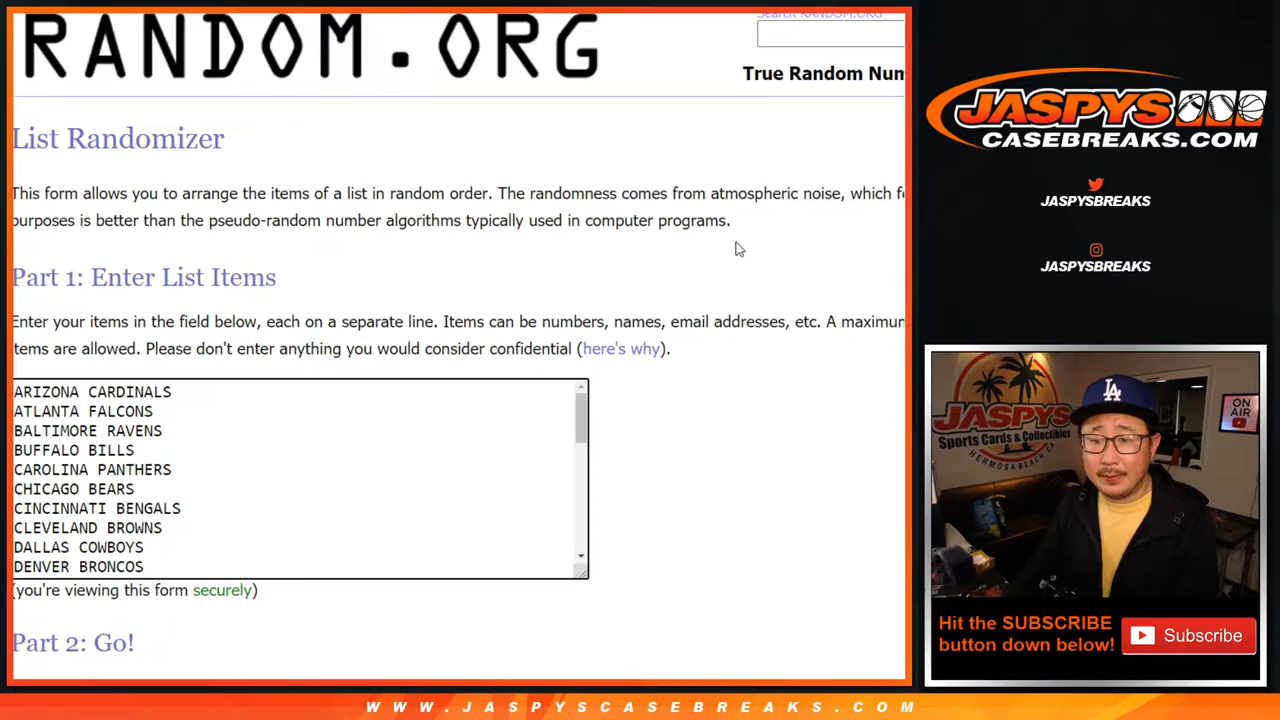 RANDOM.ORG
Search RANDOM.ORG
True Random Num
List Randomizer
This form allows you to arrange the items of a list in random order. The randomness comes from atmospheric noise, which f
purposes is better than the pseudo-random number algorithms typically used in computer programs.
Part 1: Enter List Items
Enter your items in the field below, each on a separate line. Items can be numbers, names, email addresses, etc. A maximum
items are allowed. Please don't enter anything you would consider confidential (here's why).
ARIZONA CARDINALS
ATLANTA FALCONS
BALTIMORE RAVENS
BUFFALO BILLS
CAROLINA PANTHERS
CHICAGO BEARS
CINCINNATI BENGALS
CLEVELAND BROWNS
DALLAS COWBOYS
DENVER BRONCOS
(you're viewing this form securely)
Part 2: Go!
JASPYS
CASEBREAKS.COM
JASPYSBREAKS
JASPYSBREAKS
JASPYS
Sports Cards & Collectibles
HERMOSA BEACH CA
LA
ON
AIR
Hit the SUBSCRIBE
button down below!
Subscribe
WWW.JASPYSCASEBREAKS.COM